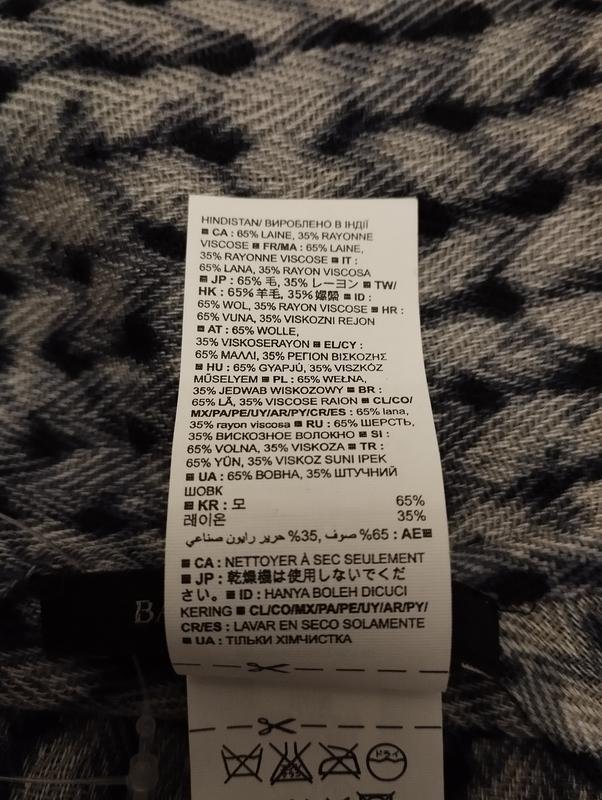 HINDISTAN/ ВИРОБЛЕНО В ІНДІЇ
CA : 65% LAINE, 35% RAYONNE
VISCOSE FR/MA : 65% LAINE,
35% RAYONNE VISCOSE IT :
65% LANA, 35% RAYON VISCOSA
JP : 65% 毛, 35% レーヨン TW/
HK : 65% 羊毛, 35% 嫘縈 ID :
65% WOL, 35% RAYON VISCOSE HR :
65% VUNA, 35% VISKOZNI REJON
AT : 65% WOLLE,
35% VISKOSERAYON EL/CY :
65% ΜΑΛΛΙ, 35% ΡΕΓΙΟΝ ΒΙΣΚΟΖΗΣ
HU : 65% GYAPJÚ, 35% VISZKÓZ
MŰSELYEM PL : 65% WEŁNA,
35% JEDWAB WISKOZOWY BR :
65% LÃ, 35% VISCOSE RAION CL/CO/
MX/PA/PE/UY/AR/PY/CR/ES : 65% lana,
35% rayon viscosa RU : 65% ШЕРСТЬ,
35% ВИСКОЗНОЕ ВОЛОКНО SI :
65% VOLNA, 35% VISKOZA TR :
65% YÜN, 35% VISKOZ SUNI IPEK
UA : 65% ВОВНА, 35% ШТУЧНИЙ
ШОВК
KR : 모 65%
레이온 35%
AE : 65% صوف, 35% حرير رايون صناعي
CA : NETTOYER À SEC SEULEMENT
JP : 乾燥機は使用しないでくだ
さい。 ID : HANYA BOLEH DICUCI
KERING CL/CO/MX/PA/PE/UY/AR/PY/
CR/ES : LAVAR EN SECO SOLAMENTE
UA : ТІЛЬКИ ХІМЧИСТКА
ドライ